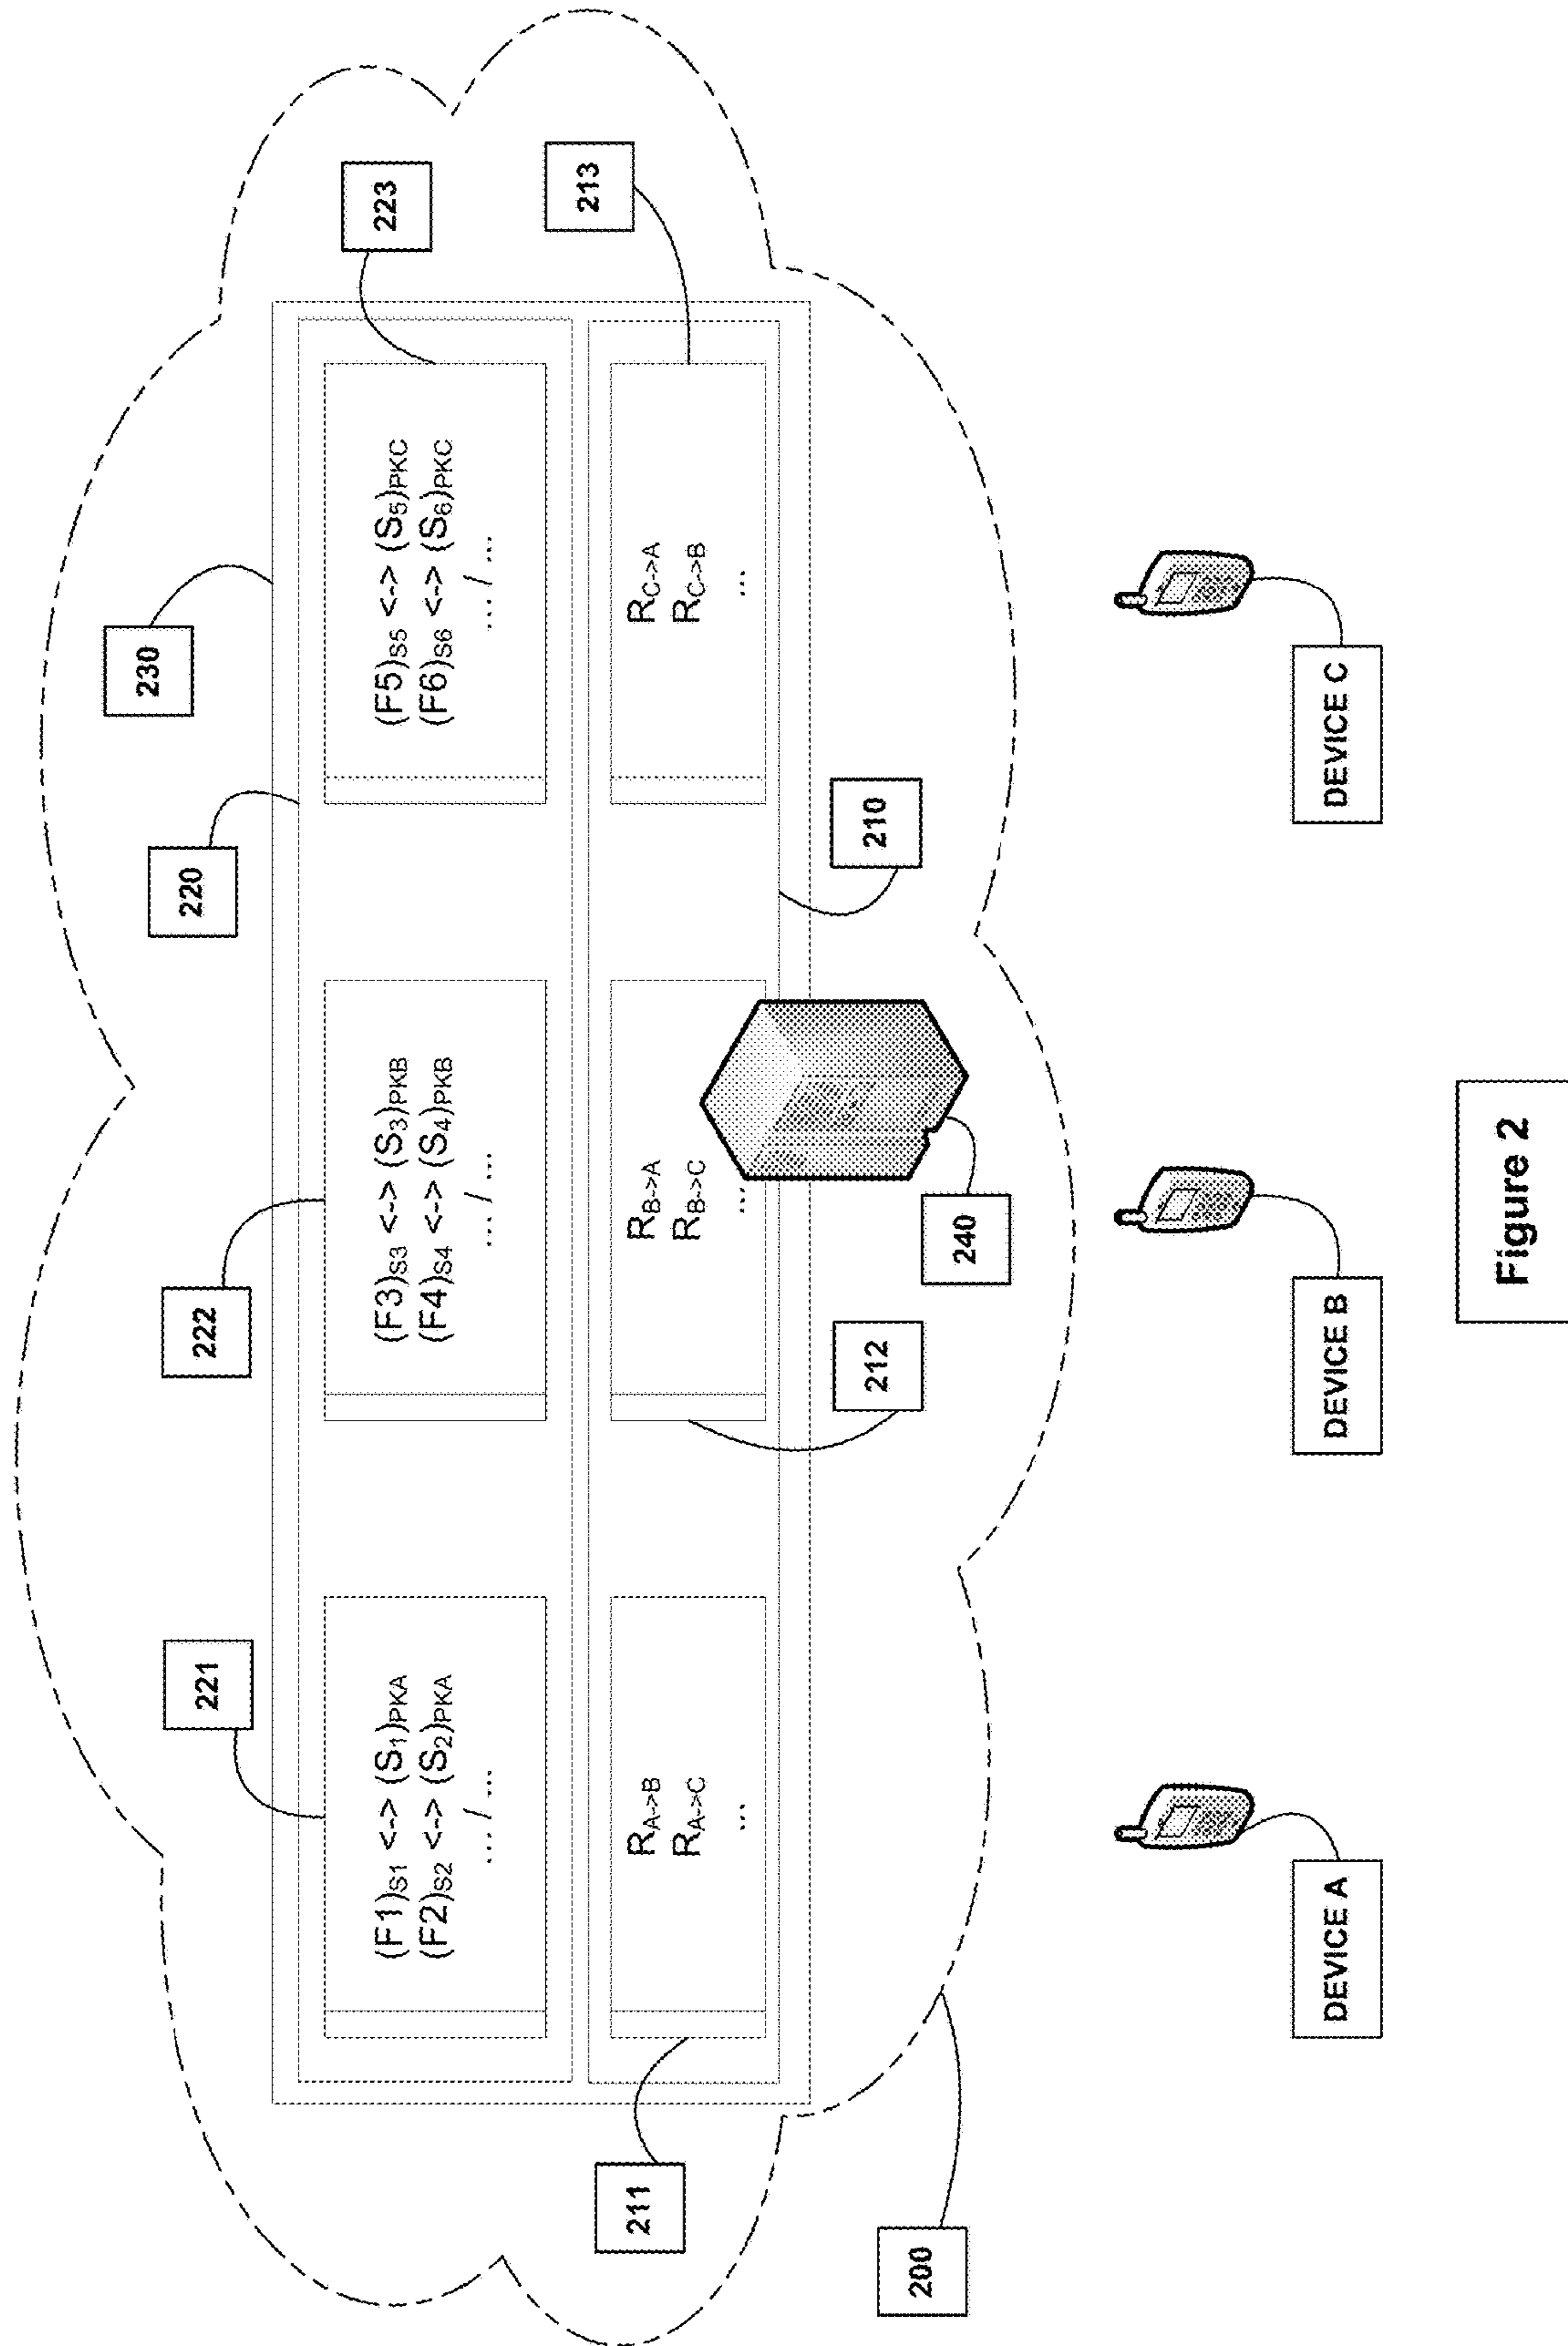 230
220
222
221
223
213
(F1)S1 <-> (S1)PKA
(F2)S2 <-> (S2)PKA
... / ...
(F3)S3 <-> (S3)PKB
(F4)S4 <-> (S4)PKB
... / ...
(F5)S5 <-> (S5)PKC
(F6)S6 <-> (S6)PKC
... / ...
RA->B
RA->C
...
RB->A
RB->C
...
RC->A
RC->B
...
211
212
210
200
240
DEVICE A
DEVICE B
DEVICE C
Figure 2